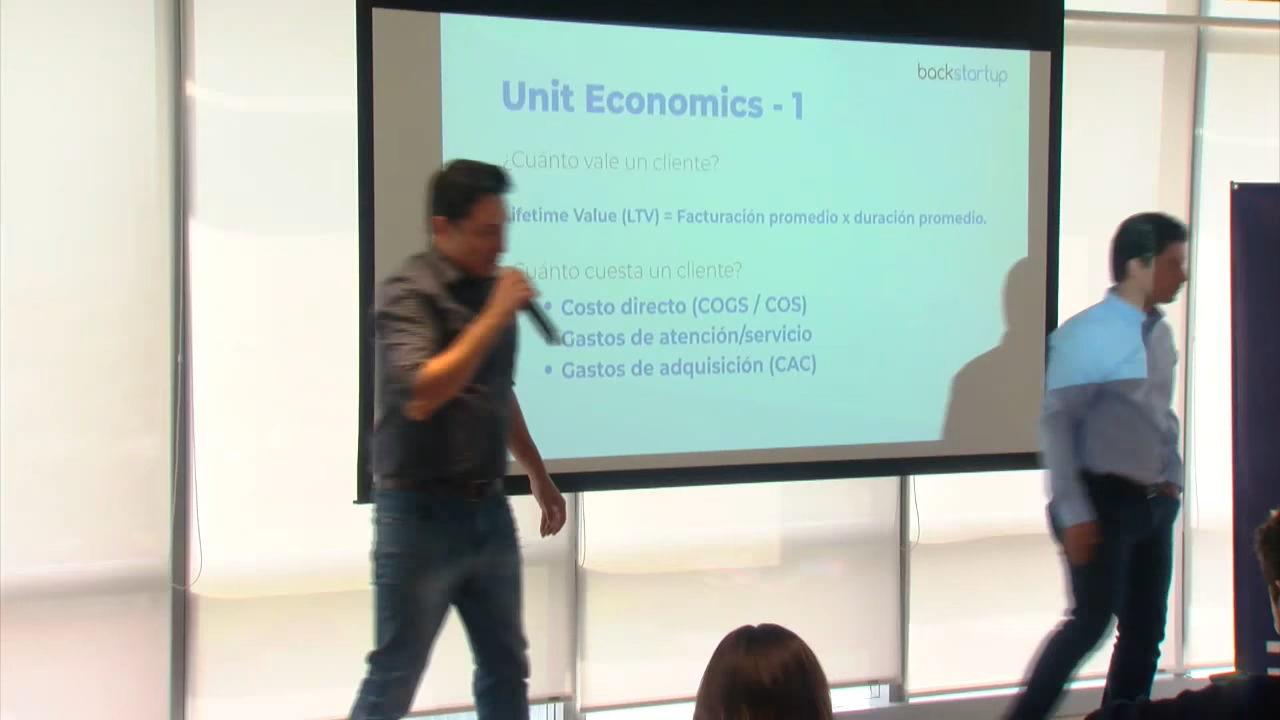 backstartup
Unit Economics - 1
¿Cuánto vale un cliente?
ifetime Value (LTV) = Facturación promedio x duración promedio.
Cuánto cuesta un cliente?
• Costo directo (COGS / COS)
Gastos de atención/servicio
• Gastos de adquisición (CAC)